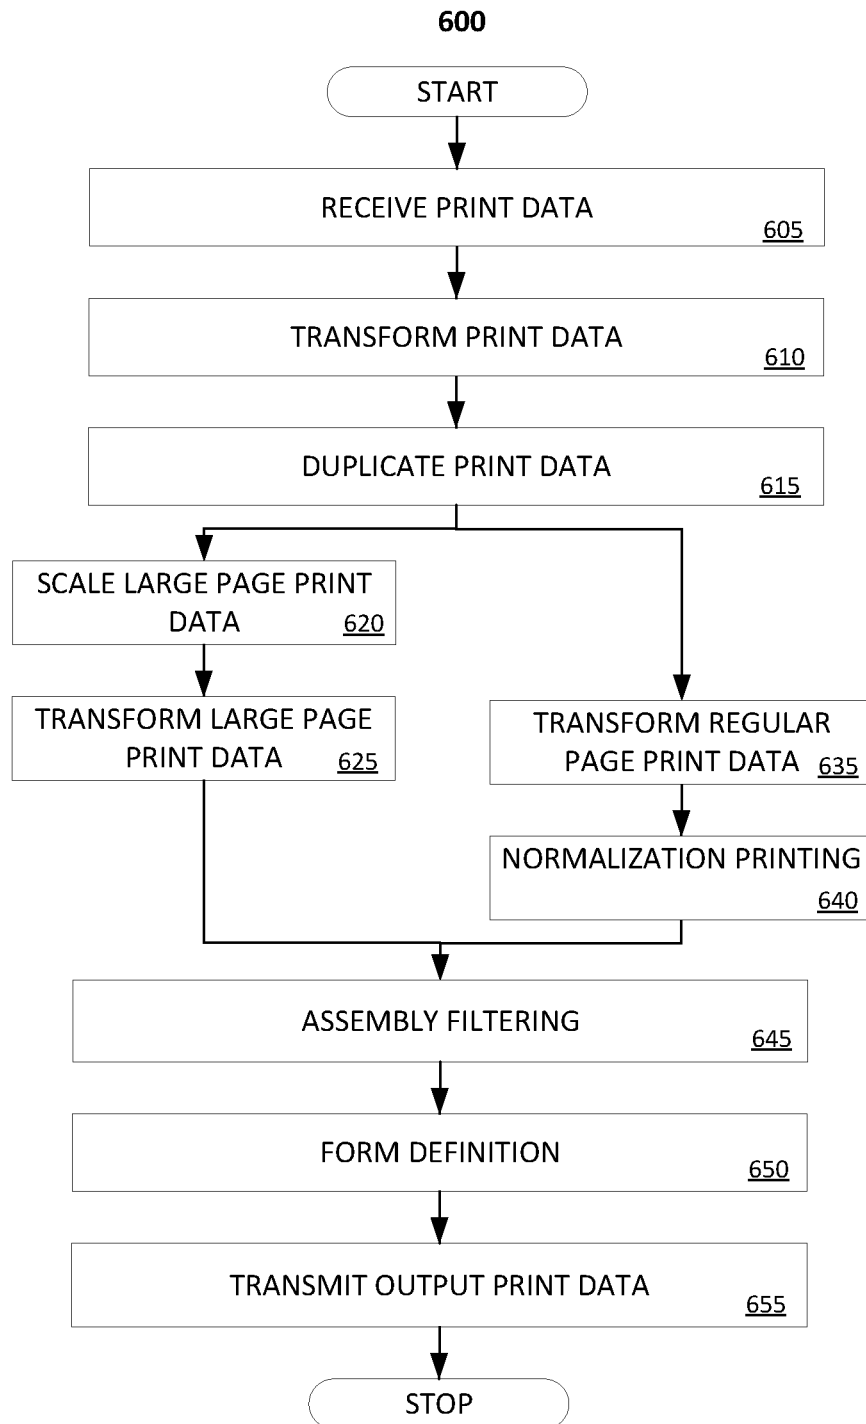 600
START
RECEIVE PRINT DATA
605
TRANSFORM PRINT DATA
610
DUPLICATE PRINT DATA
615
SCALE LARGE PAGE PRINT
DATA
620
TRANSFORM LARGE PAGE
PRINT DATA
625
TRANSFORM REGULAR
PAGE PRINT DATA
635
NORMALIZATION PRINTING
640
ASSEMBLY FILTERING
645
FORM DEFINITION
650
TRANSMIT OUTPUT PRINT DATA
655
STOP